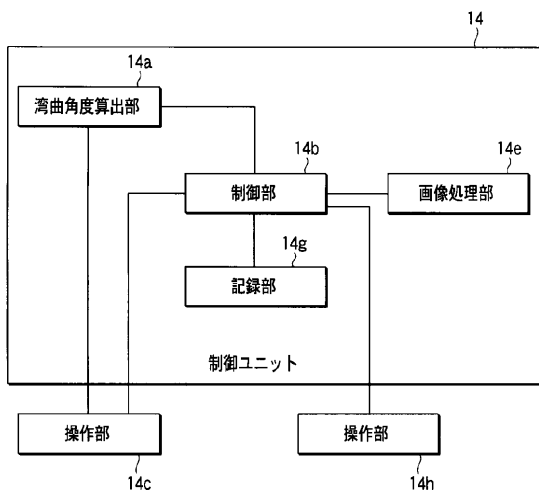 14
14a
湾曲角度算出部
14b
制御部
14e
画像処理部
14g
記録部
制御ユニット
操作部
14c
操作部
14h